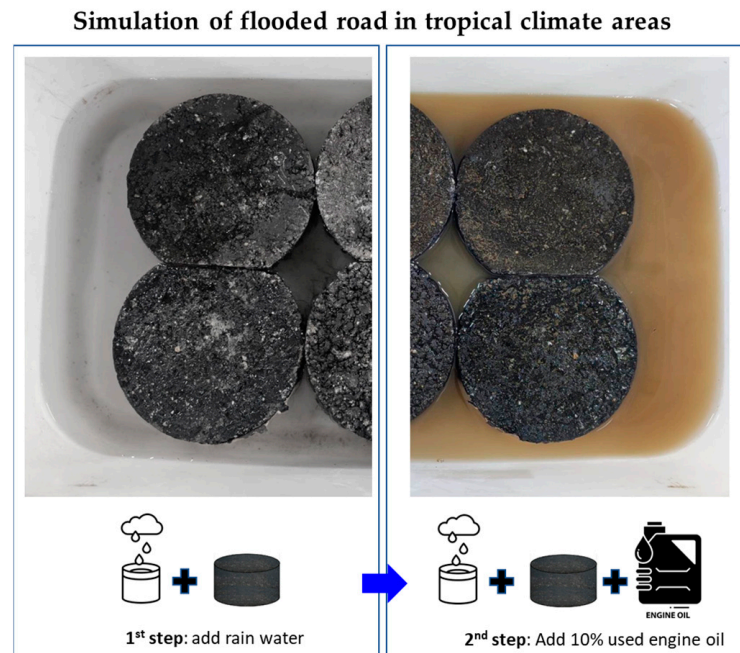 Simulation of flooded road in tropical climate areas
ENGINE OIL
1st step: add rain water
2nd step: Add 10% used engine oil